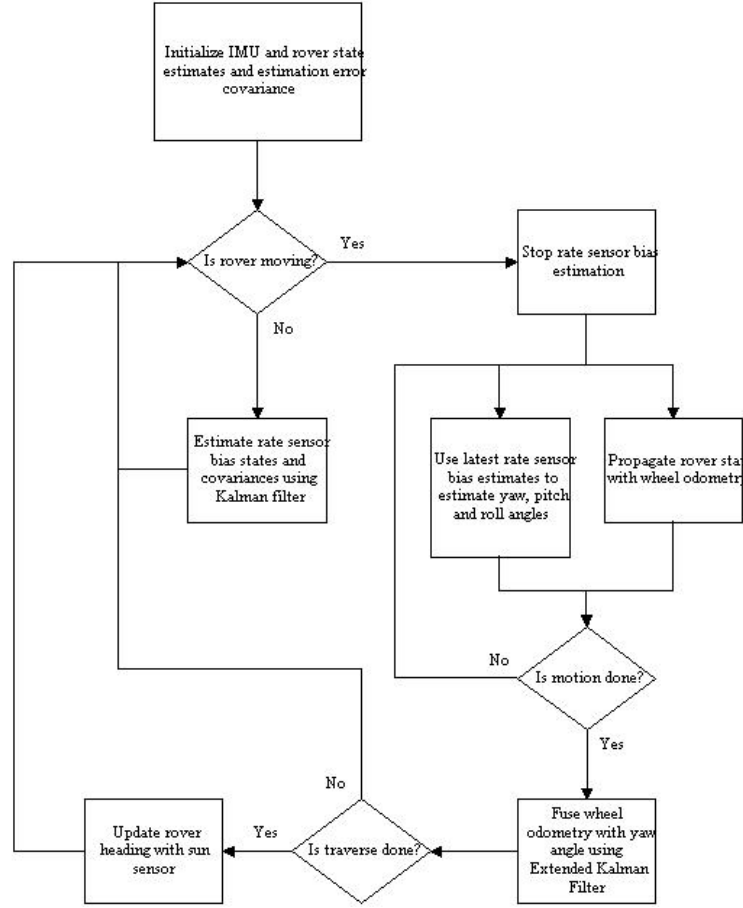 Initialize IMU and rover state
estimates and estimation error
covariance
Is rover moving?
Yes
No
Stop rate sensor bias
estimation
Estimate rate sensor
bias states and
covariances using
Kalman filter
Use latest rate sensor
bias estimates to
estimate yaw, pitch
and roll angles
Propagate rover stat
with wheel odometry
Is motion done?
No
Yes
Fuse wheel
odometry with yaw
angle using
Extended Kalman
Filter
Is traverse done?
No
Yes
Update rover
heading with sun
sensor